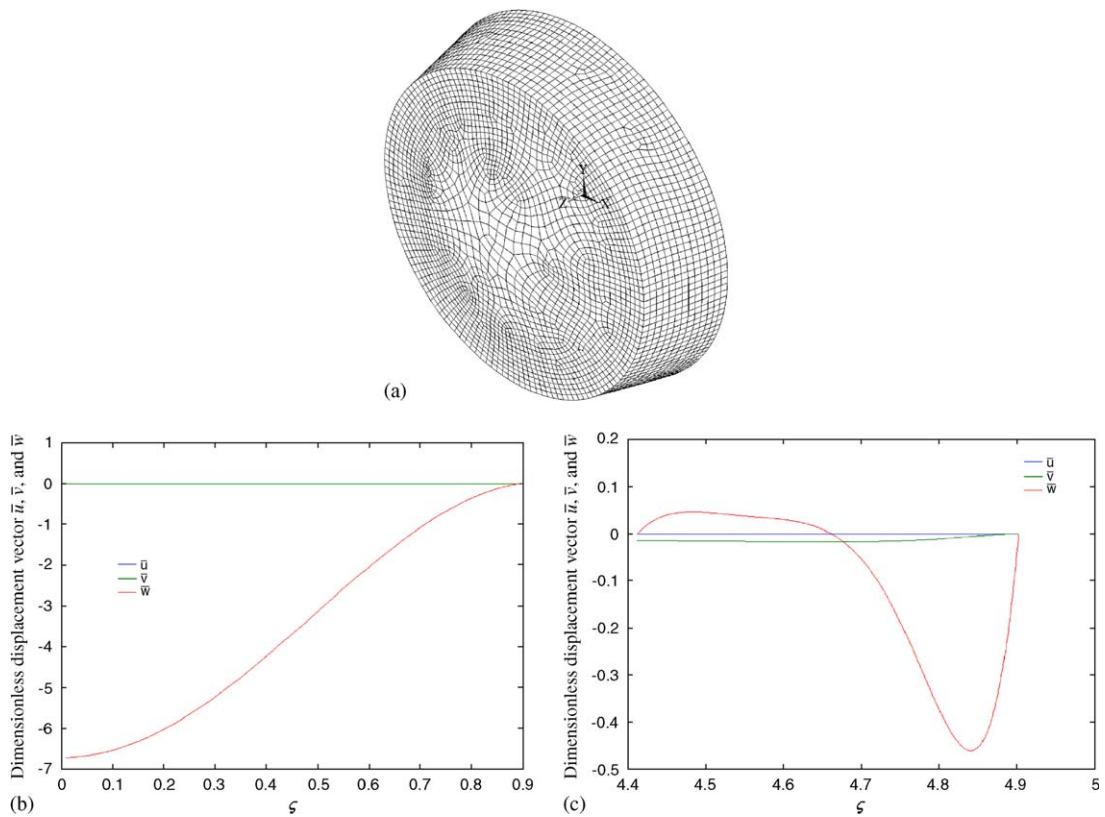 Y
Z
X
(a)
Dimensionless displacement vector u̅, v̅, and w̅
1
0
-1
-2
-3
-4
-5
-6
-7
u̅
v̅
w̅
0 0.1 0.2 0.3 0.4 0.5 0.6 0.7 0.8 0.9
(b)
ς
Dimensionless displacement vector u̅, v̅, and w̅
0.2
0.1
0
-0.1
-0.2
-0.3
-0.4
-0.5
u̅
v̅
w̅
4.4 4.5 4.6 4.7 4.8 4.9 5
(c)
ς